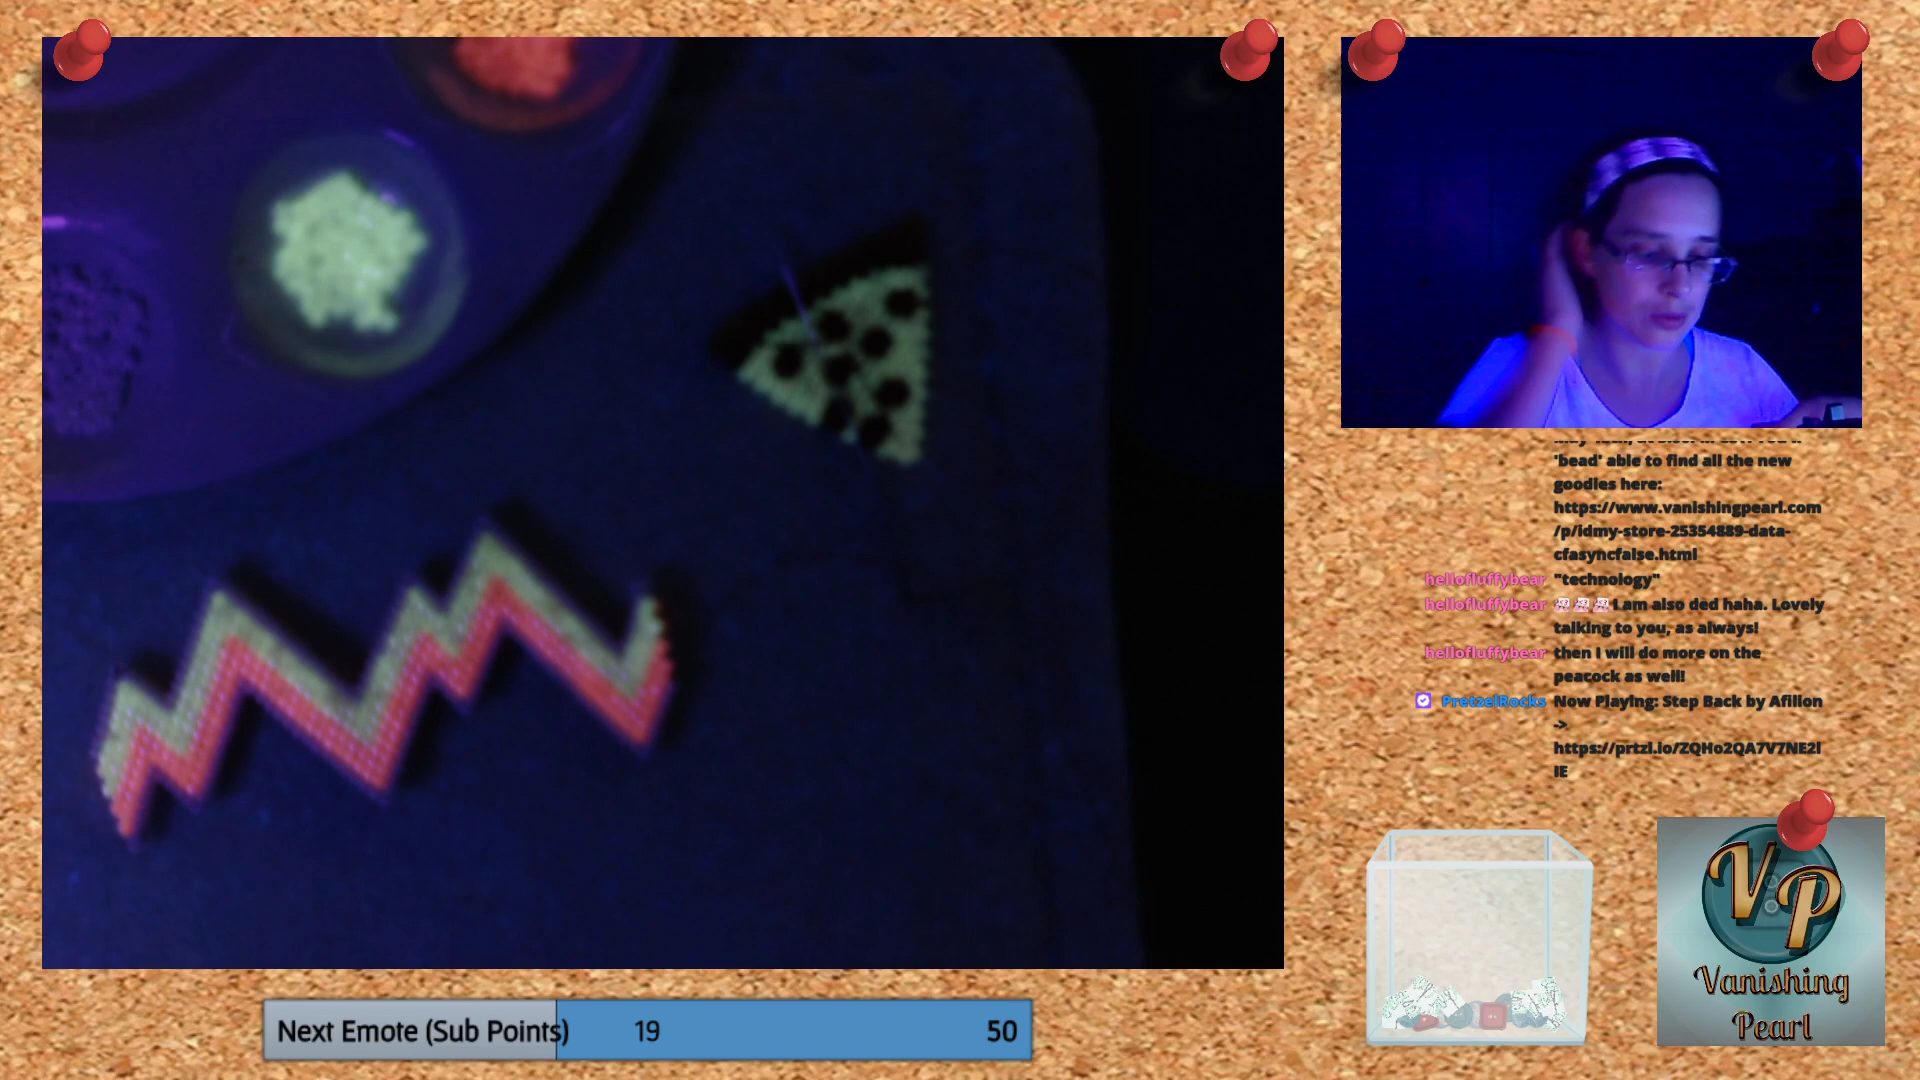 'bead' able to find all the new
goodies here:
https://www.vanishingpearl.com
/p/idmy-store-25354889-data-
cfasyncfalse.html
hellofluffybear "technology"
hellofluffybear I am also ded haha. Lovely
talking to you, as always!
hellofluffybear then I will do more on the
peacock as well!
PretzelRocks Now Playing: Step Back by Afilion
->
https://prtzl.io/ZQHo2QA7V7NE2l
IE
VP
Vanishing
Pearl
Next Emote (Sub Points) 19 50